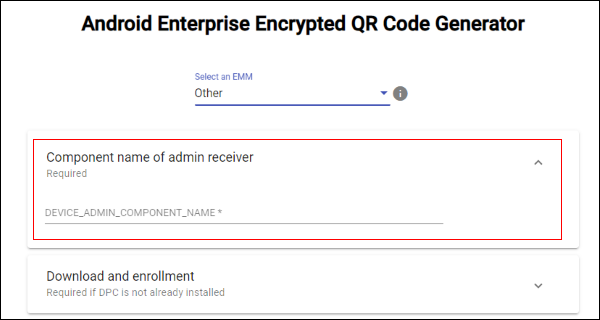 Android Enterprise Encrypted QR Code Generator
Select an EMM
Other
Component name of admin receiver
Required
DEVICE_ADMIN_COMPONENT_NAME *
Download and enrollment
Required if DPC is not already installed